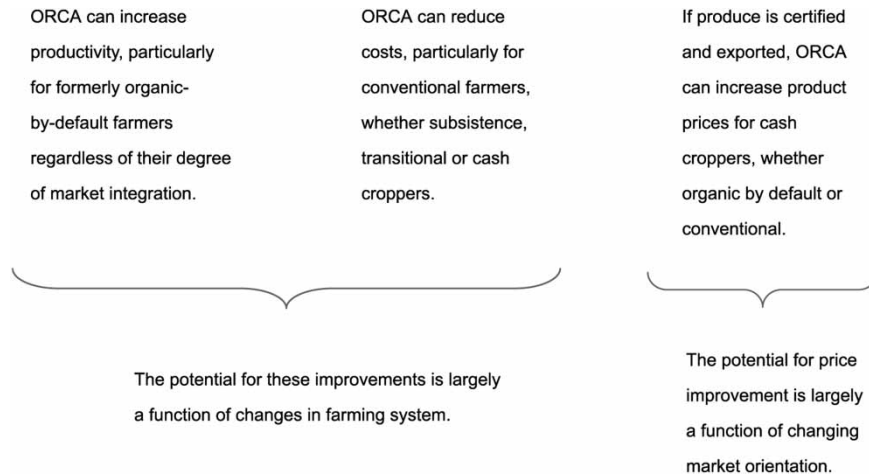 ORCA can increase
productivity, particularly
for formerly organic-
by-default farmers
regardless of their degree
of market integration.
ORCA can reduce
costs, particularly for
conventional farmers,
whether subsistence,
transitional or cash
croppers.
If produce is certified
and exported, ORCA
can increase product
prices for cash
croppers, whether
organic by default or
conventional.
The potential for these improvements is largely
a function of changes in farming system.
The potential for price
improvement is largely
a function of changing
market orientation.